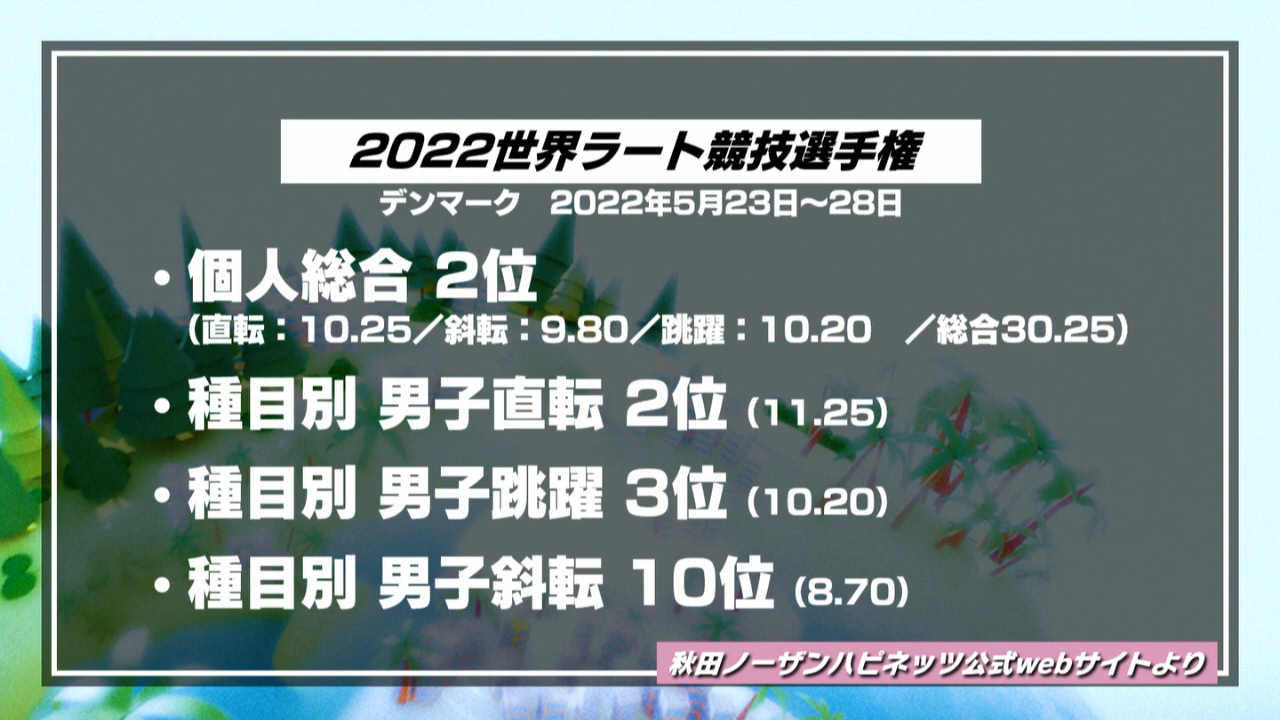 2022世界ラート競技選手権
デンマーク　2022年5月23日～28日
・個人総合 2位
（直転：10.25／斜転：9.80／跳躍：10.20　／総合30.25）
・種目別 男子直転 2位（11.25）
・種目別 男子跳躍 3位（10.20）
・種目別 男子斜転 10位（8.70）
秋田ノーザンハピネッツ公式webサイトより